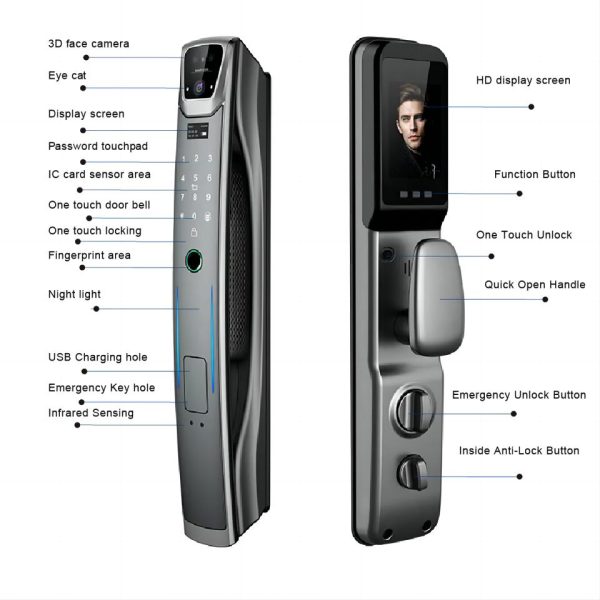 3D face camera
Eye cat
Display screen
Password touchpad
IC card sensor area
One touch door bell
One touch locking
Fingerprint area
Night light
USB Charging hole
Emergency Key hole
Infrared Sensing
1 2 3
4 5 6
7 8 9
* 0
HD display screen
Function Button
One Touch Unlock
Quick Open Handle
Emergency Unlock Button
Inside Anti-Lock Button